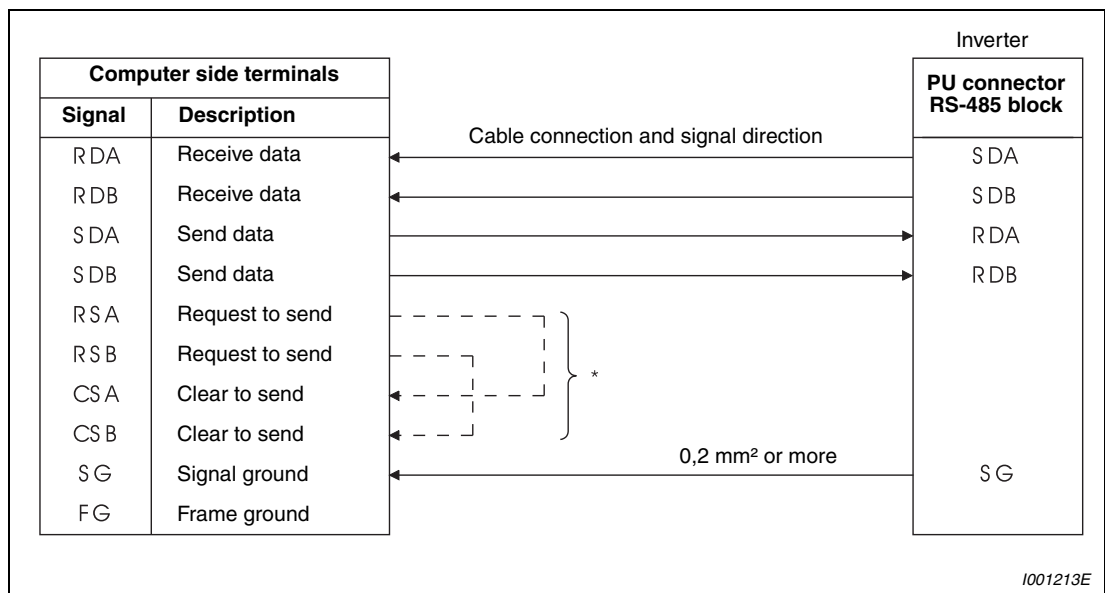 Inverter
Computer side terminals
PU connector
RS-485 block
Signal Description
Cable connection and signal direction
RDA Receive data SDA
RDB Receive data SDB
SDA Send data RDA
SDB Send data RDB
RSA Request to send
RSB Request to send
*
CSA Clear to send
CSB Clear to send
0,2 mm² or more
SG Signal ground SG
FG Frame ground
I001213E